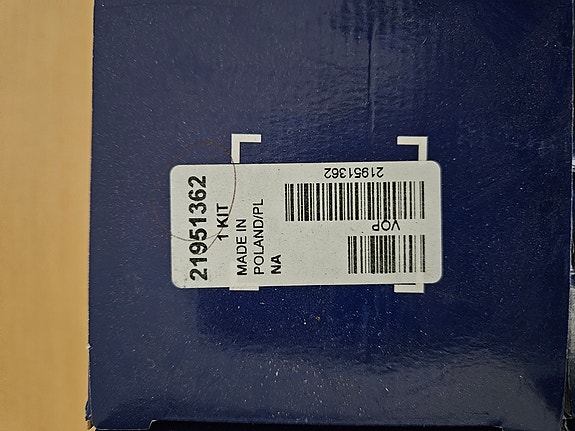 21951362
1 KIT
MADE IN
POLAND/PL
NA
21951362
VOP